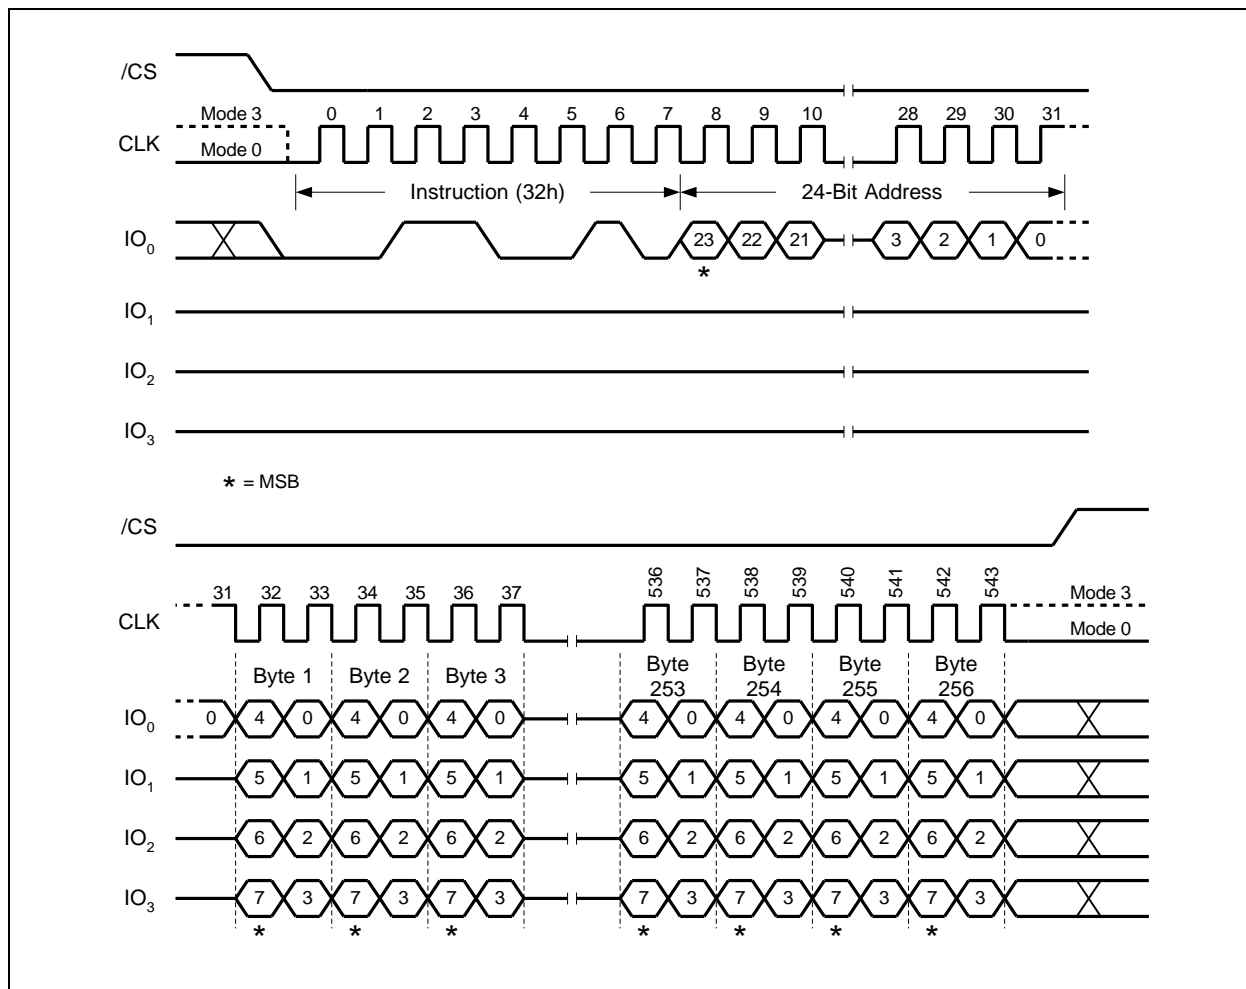 /CS
Mode 3 0 1 2 3 4 5 6 7 8 9 10 28 29 30 31
CLK
Mode 0
Instruction (32h) 24-Bit Address
IO0 23 22 21 3 2 1 0
*
IO1
IO2
IO3
* = MSB
/CS
31 32 33 34 35 36 37 536 537 538 539 540 541 542 543 Mode 3
CLK
Mode 0
Byte 1 Byte 2 Byte 3 Byte 253 Byte 254 Byte 255 Byte 256
IO0 0 4 0 4 0 4 0 4 0 4 0 4 0 4 0
IO1 5 1 5 1 5 1 5 1 5 1 5 1 5 1
IO2 6 2 6 2 6 2 6 2 6 2 6 2 6 2
IO3 7 3 7 3 7 3 7 3 7 3 7 3 7 3
* * * * * * *